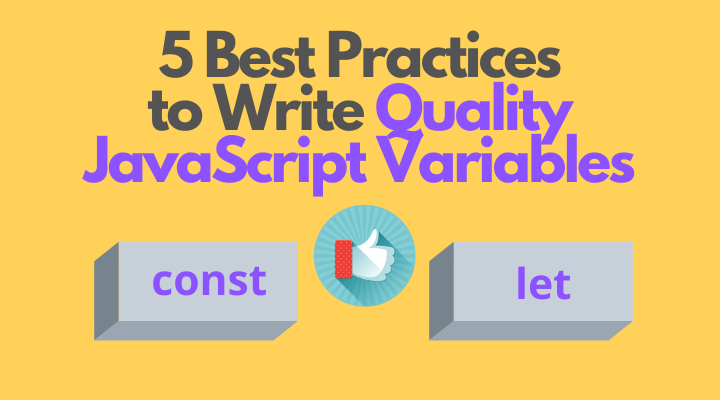 5 Best Practices
to Write Quality
JavaScript Variables
const
let